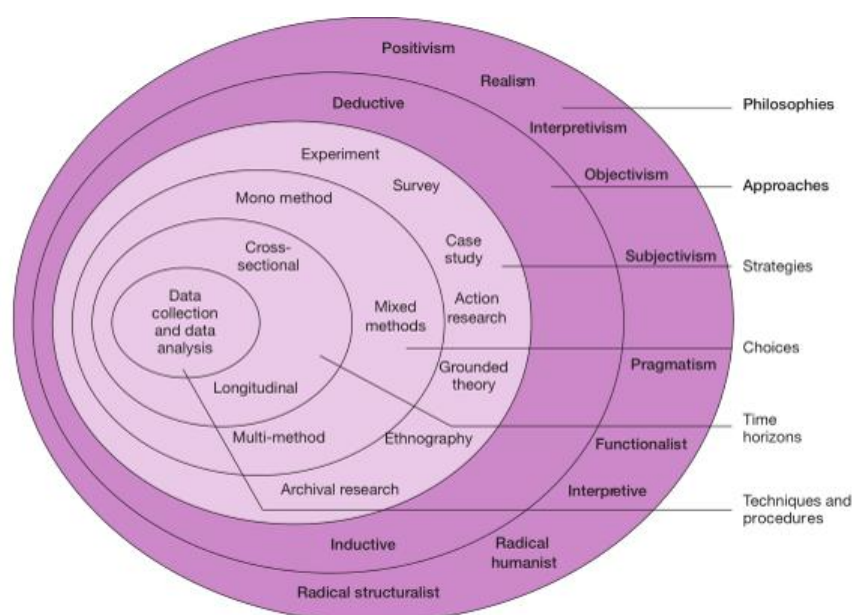 Positivism
Realism
Philosophies
Deductive
Interpretivism
Experiment
Objectivism
Survey
Approaches
Mono method
Cross-
sectional
Case
study
Subjectivism
Strategies
Data
collection
and data
analysis
Mixed
methods
Action
research
Choices
Grounded
theory
Pragmatism
Longitudinal
Time
horizons
Multi-method
Ethnography
Functionalist
Archival research
Interpretive
Techniques and
procedures
Inductive
Radical
humanist
Radical structuralist